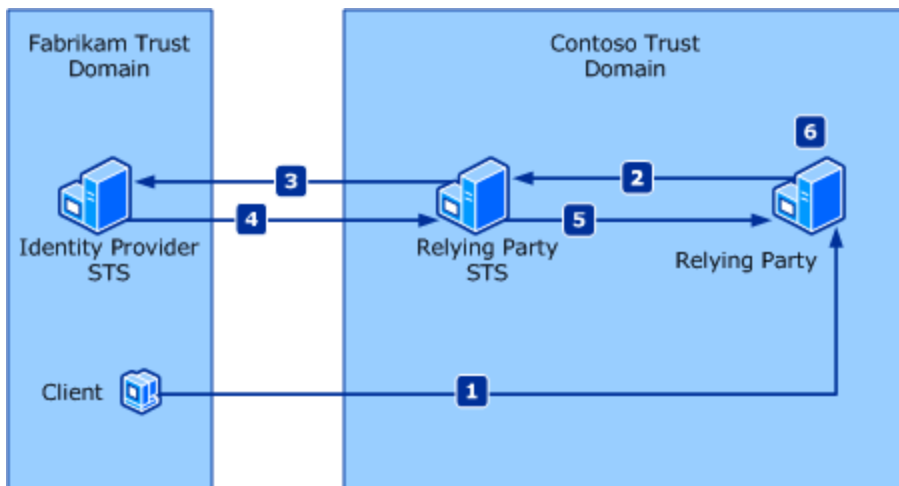 Fabrikam Trust
Domain
Contoso Trust
Domain
6
3
2
4
5
Identity Provider
STS
Relying Party
STS
Relying Party
Client
1